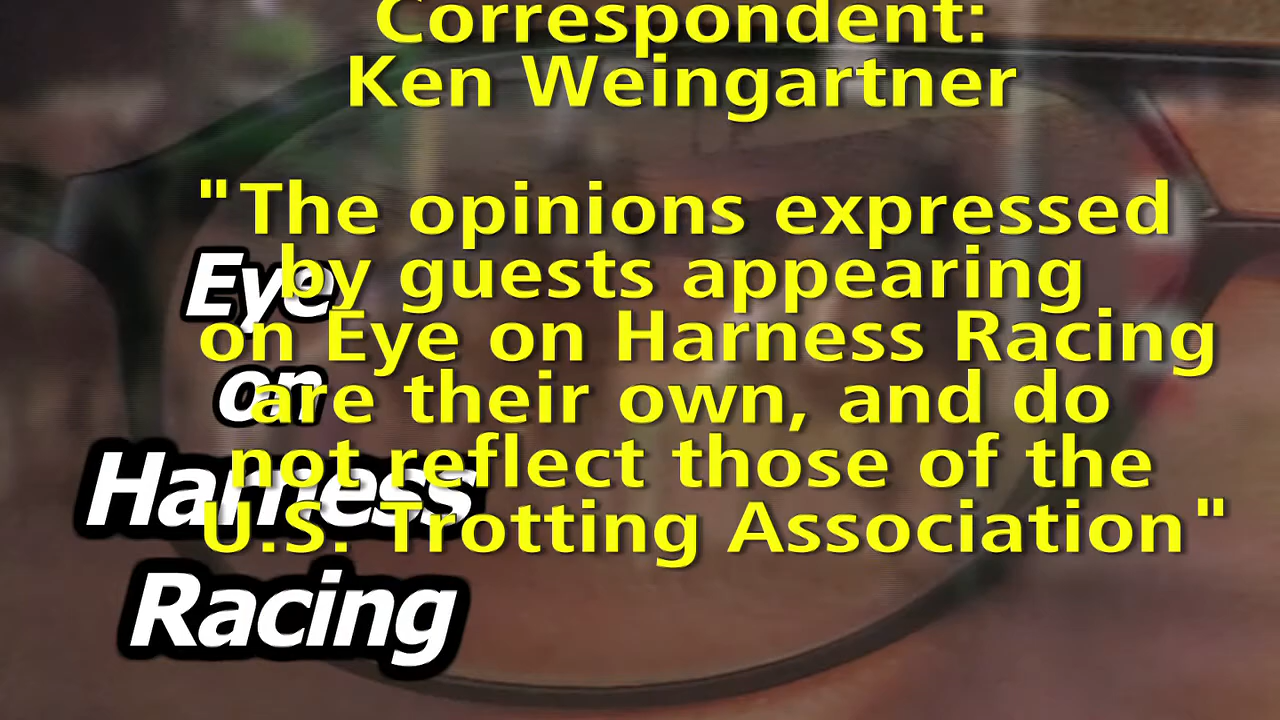 Correspondent:
Ken Weingartner
"The opinions expressed
by guests appearing
on Eye on Harness Racing
are their own, and do
not reflect those of the
U.S. Trotting Association"
Eye
on
Harness
Racing